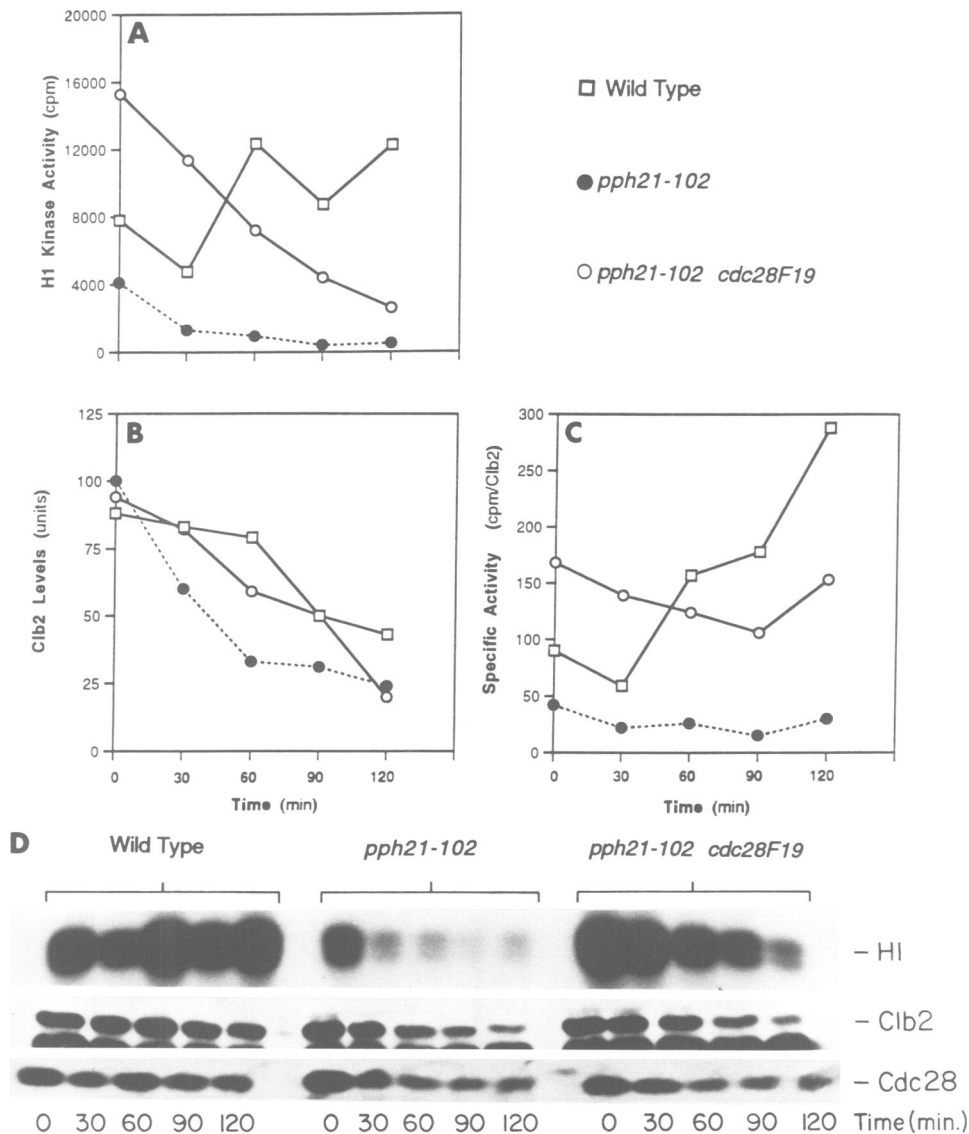 A
20000
16000
12000
8000
4000
0
H1 Kinase Activity (cpm)
Wild Type
pph21-102
pph21-102 cdc28F19
B
125
100
75
50
25
0
Clb2 Levels (units)
0 30 60 90 120
Time (min)
C
300
250
200
150
100
50
0
Specific Activity (cpm/Clb2)
0 30 60 90 120
Time (min)
D
Wild Type pph21-102 pph21-102 cdc28F19
– H1
– Clb2
– Cdc28
0 30 60 90 120 0 30 60 90 120 0 30 60 90 120 Time (min.)